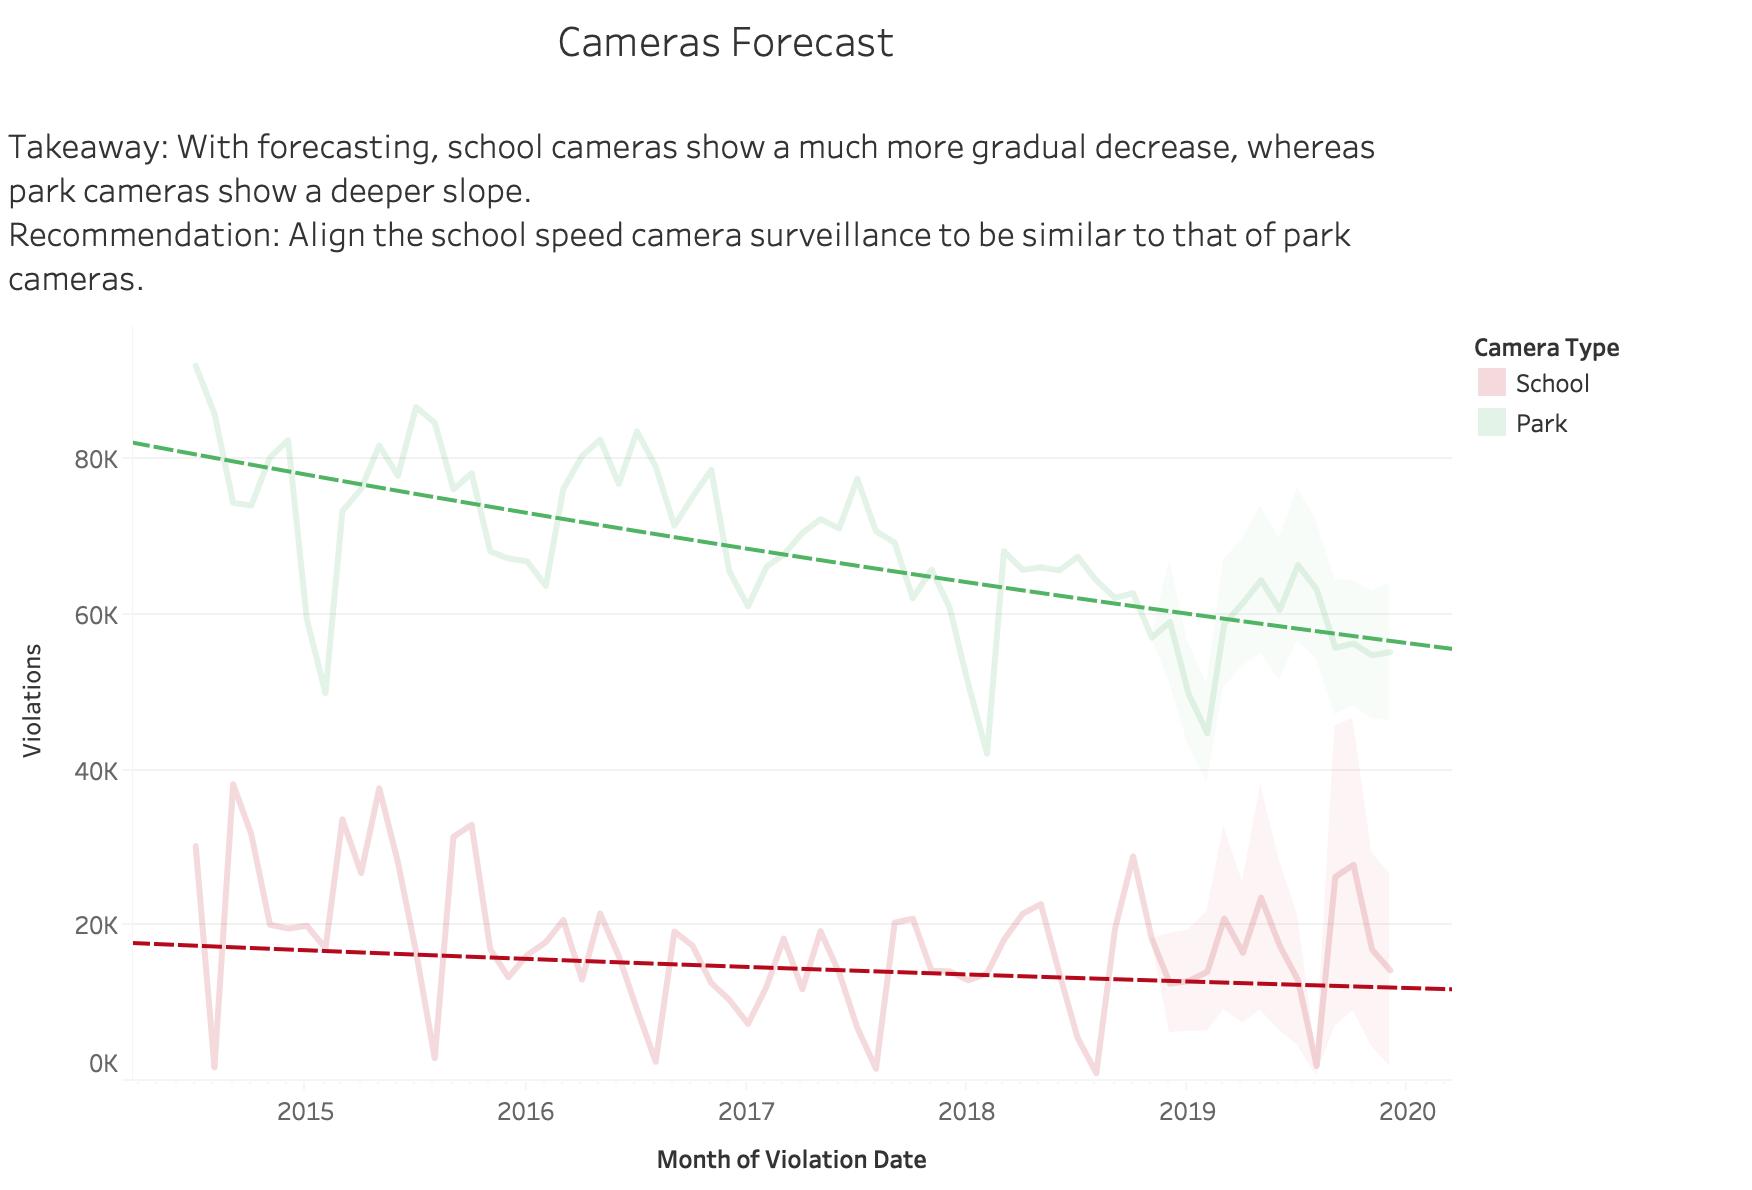 Cameras Forecast
Takeaway: With forecasting, school cameras show a much more gradual decrease, whereas
park cameras show a deeper slope.
Recommendation: Align the school speed camera surveillance to be similar to that of park
cameras.
Camera Type
School
Park
80K
60K
40K
20K
0K
Violations
2015
2016
2017
2018
2019
2020
Month of Violation Date